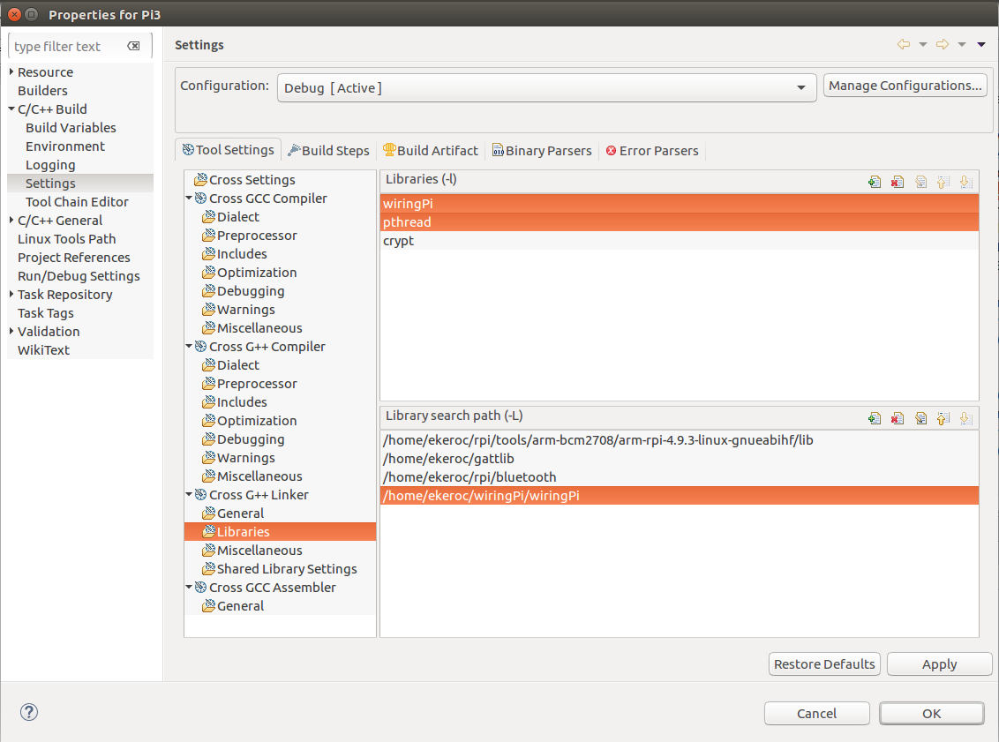 Properties for Pi3
type filter text
Resource
Builders
C/C++ Build
Build Variables
Environment
Logging
Settings
Tool Chain Editor
C/C++ General
Linux Tools Path
Project References
Run/Debug Settings
Task Repository
Task Tags
Validation
WikiText
Settings
Configuration: Debug [ Active ] Manage Configurations...
Tool Settings Build Steps Build Artifact Binary Parsers Error Parsers
Cross Settings
Cross GCC Compiler
Dialect
Preprocessor
Includes
Optimization
Debugging
Warnings
Miscellaneous
Cross G++ Compiler
Dialect
Preprocessor
Includes
Optimization
Debugging
Warnings
Miscellaneous
Cross G++ Linker
General
Libraries
Miscellaneous
Shared Library Settings
Cross GCC Assembler
General
Libraries (-l)
wiringPi
pthread
crypt
Library search path (-L)
/home/ekeroc/rpi/tools/arm-bcm2708/arm-rpi-4.9.3-linux-gnueabihf/lib
/home/ekeroc/gattlib
/home/ekeroc/rpi/bluetooth
/home/ekeroc/wiringPi/wiringPi
Restore Defaults Apply
? Cancel OK